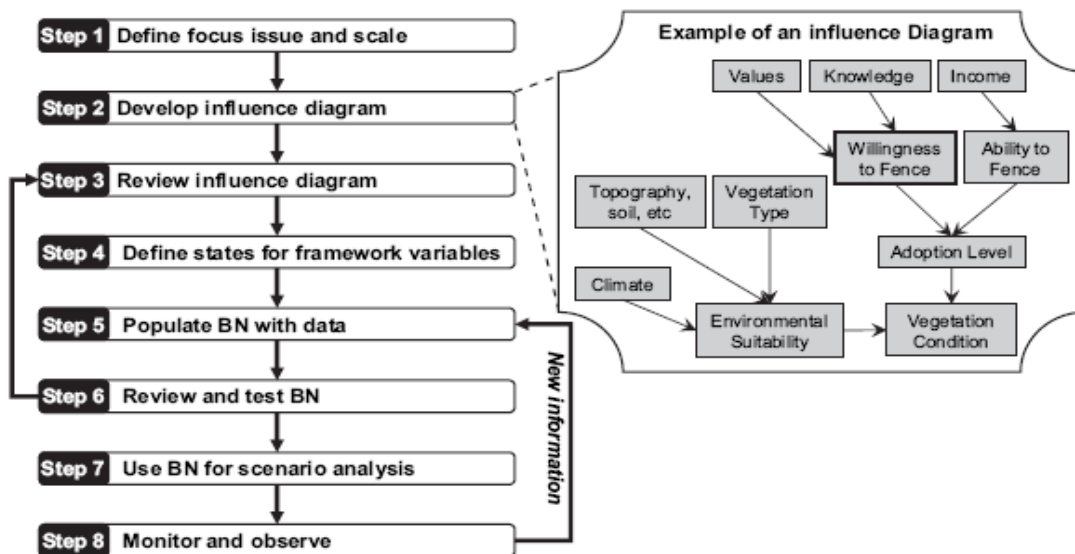 Step 1 Define focus issue and scale
Step 2 Develop influence diagram
Step 3 Review influence diagram
Step 4 Define states for framework variables
Step 5 Populate BN with data
Step 6 Review and test BN
Step 7 Use BN for scenario analysis
Step 8 Monitor and observe
New information
Example of an influence Diagram
Values
Knowledge
Income
Willingness
to Fence
Ability to
Fence
Topography,
soil, etc
Vegetation
Type
Adoption Level
Climate
Environmental
Suitability
Vegetation
Condition